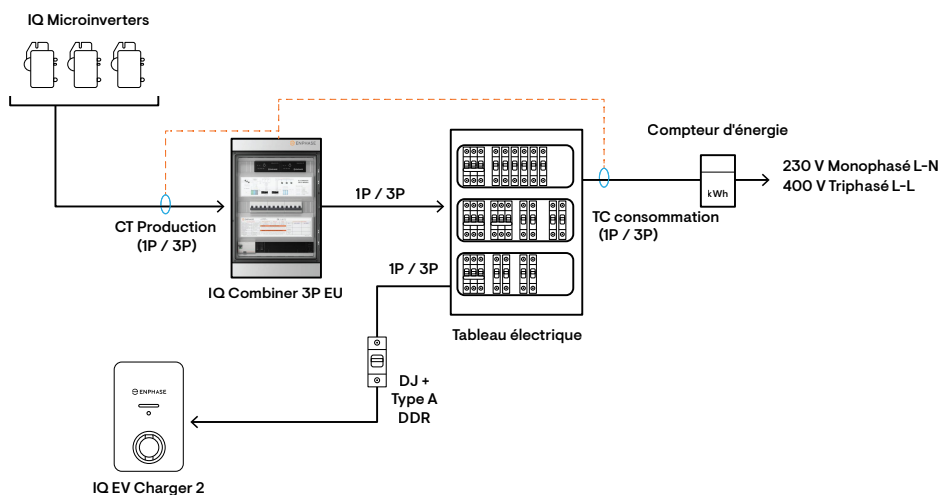 IQ Microinverters
ENPHASE
Compteur d'énergie
230 V Monophasé L-N
400 V Triphasé L-L
kWh
1P / 3P
CT Production
(1P / 3P)
TC consommation
(1P / 3P)
1P / 3P
IQ Combiner 3P EU
Tableau électrique
DJ +
Type A
DDR
ENPHASE
IQ EV Charger 2